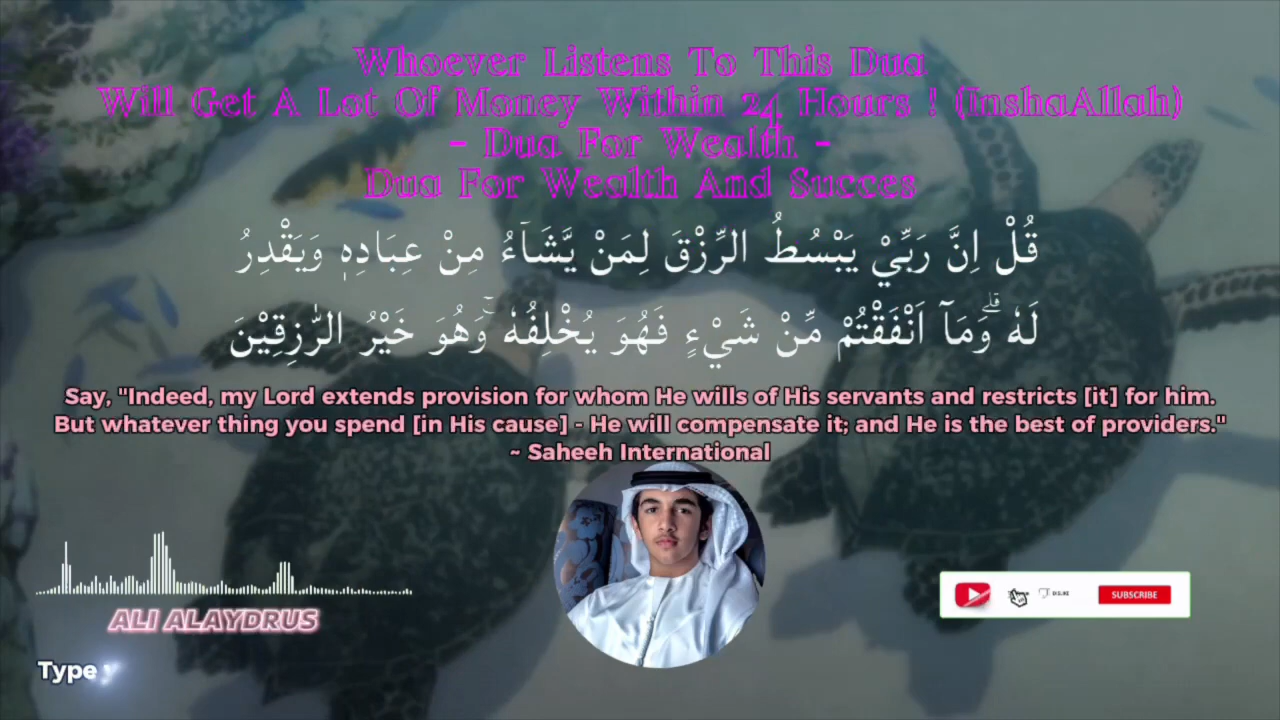 Whoever Listens To This Dua
Will Get A Lot Of Money Within 24 Hours ! (InshaAllah)
- Dua For Wealth -
Dua For Wealth And Succes
قُلْ اِنَّ رَبِّيْ يَبْسُطُ الرِّزْقَ لِمَنْ يَّشَاۤءُ مِنْ عِبَادِهٖ وَيَقْدِرُ
لَهٗ ۗوَمَآ اَنْفَقْتُمْ مِّنْ شَيْءٍ فَهُوَ يُخْلِفُهٗ ۚوَهُوَ خَيْرُ الرّٰزِقِيْنَ
Say, "Indeed, my Lord extends provision for whom He wills of His servants and restricts [it] for him.
But whatever thing you spend [in His cause] - He will compensate it; and He is the best of providers."
~ Saheeh International
SUBSCRIBE
ALI ALAYDRUS
Type